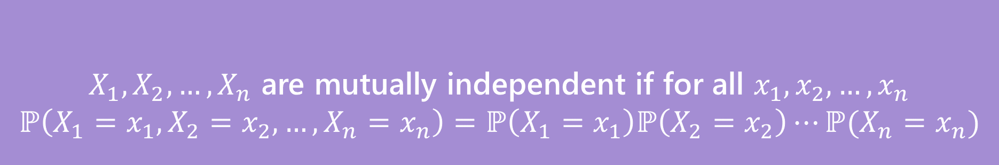 X₁, X₂, … , Xₙ are mutually independent if for all x₁, x₂, … , xₙ
ℙ(X₁ = x₁, X₂ = x₂, … , Xₙ = xₙ) = ℙ(X₁ = x₁)ℙ(X₂ = x₂) ⋯ ℙ(Xₙ = xₙ)